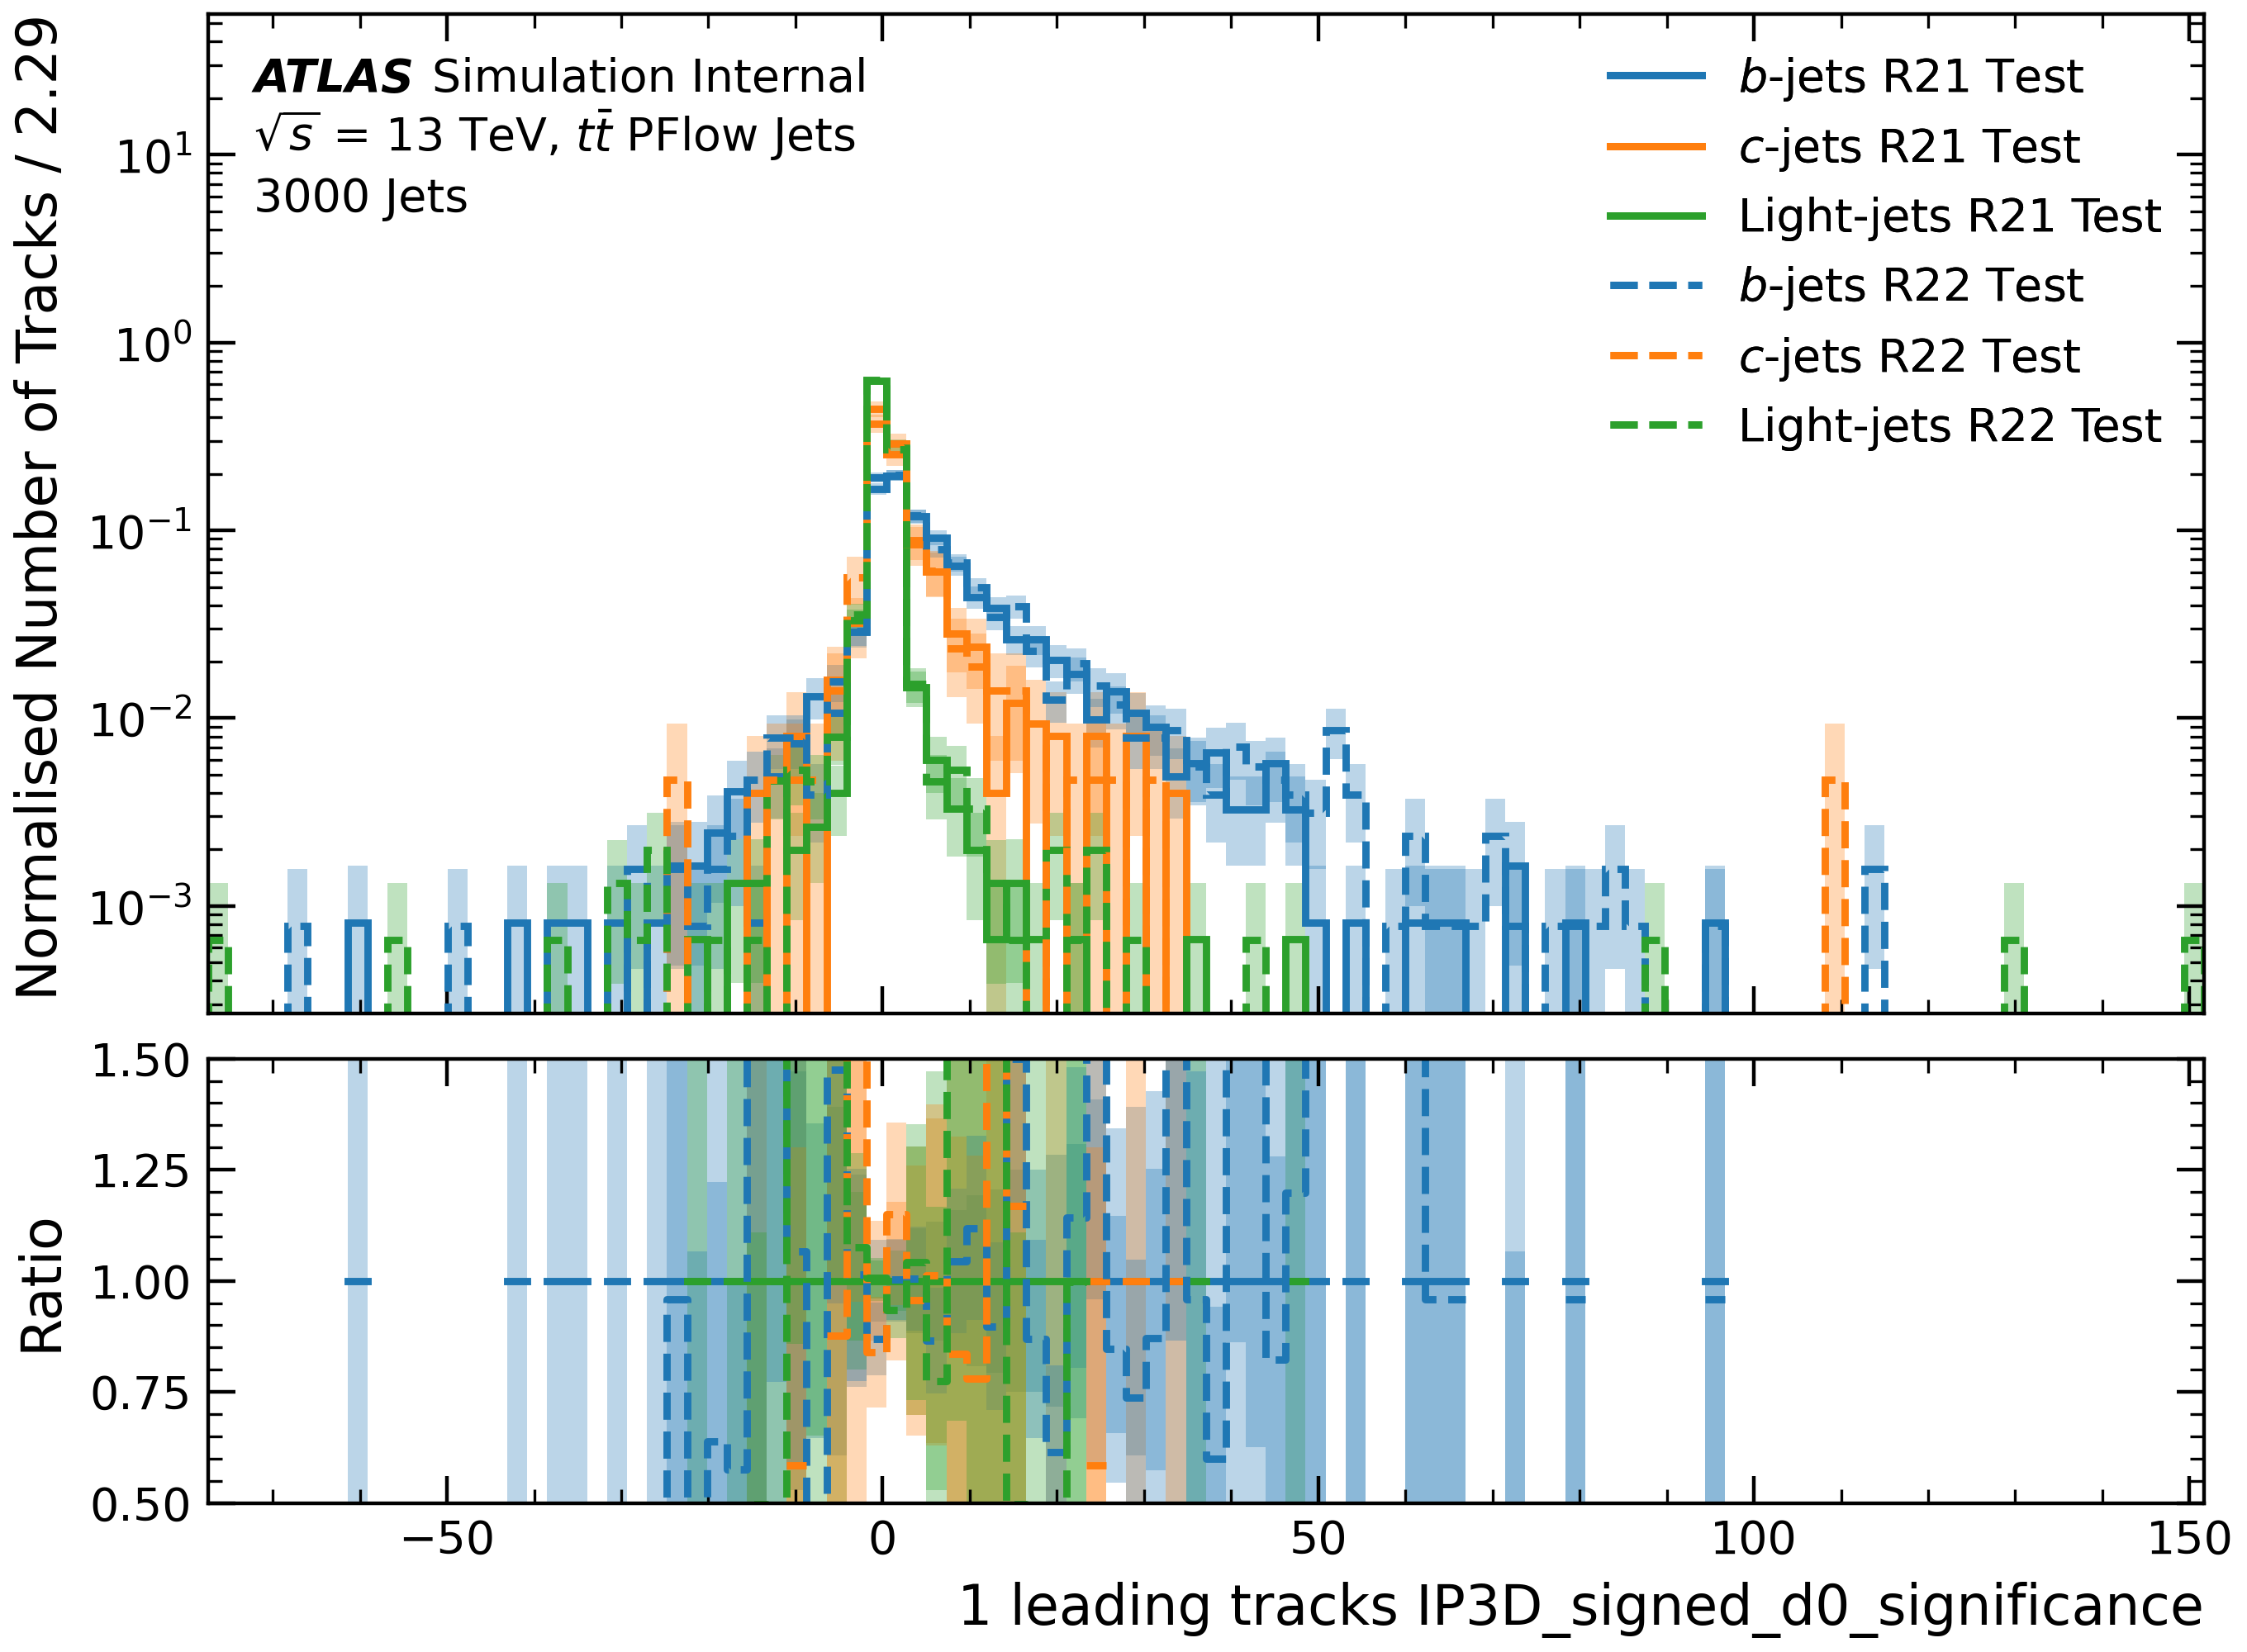 Normalised Number of Tracks / 2.29
ATLAS Simulation Internal
√s = 13 TeV, tt̄ PFlow Jets
3000 Jets
b-jets R21 Test
c-jets R21 Test
Light-jets R21 Test
b-jets R22 Test
c-jets R22 Test
Light-jets R22 Test
10¹
10⁰
10⁻¹
10⁻²
10⁻³
Ratio
1.50
1.25
1.00
0.75
0.50
−50 0 50 100 150
1 leading tracks IP3D_signed_d0_significance